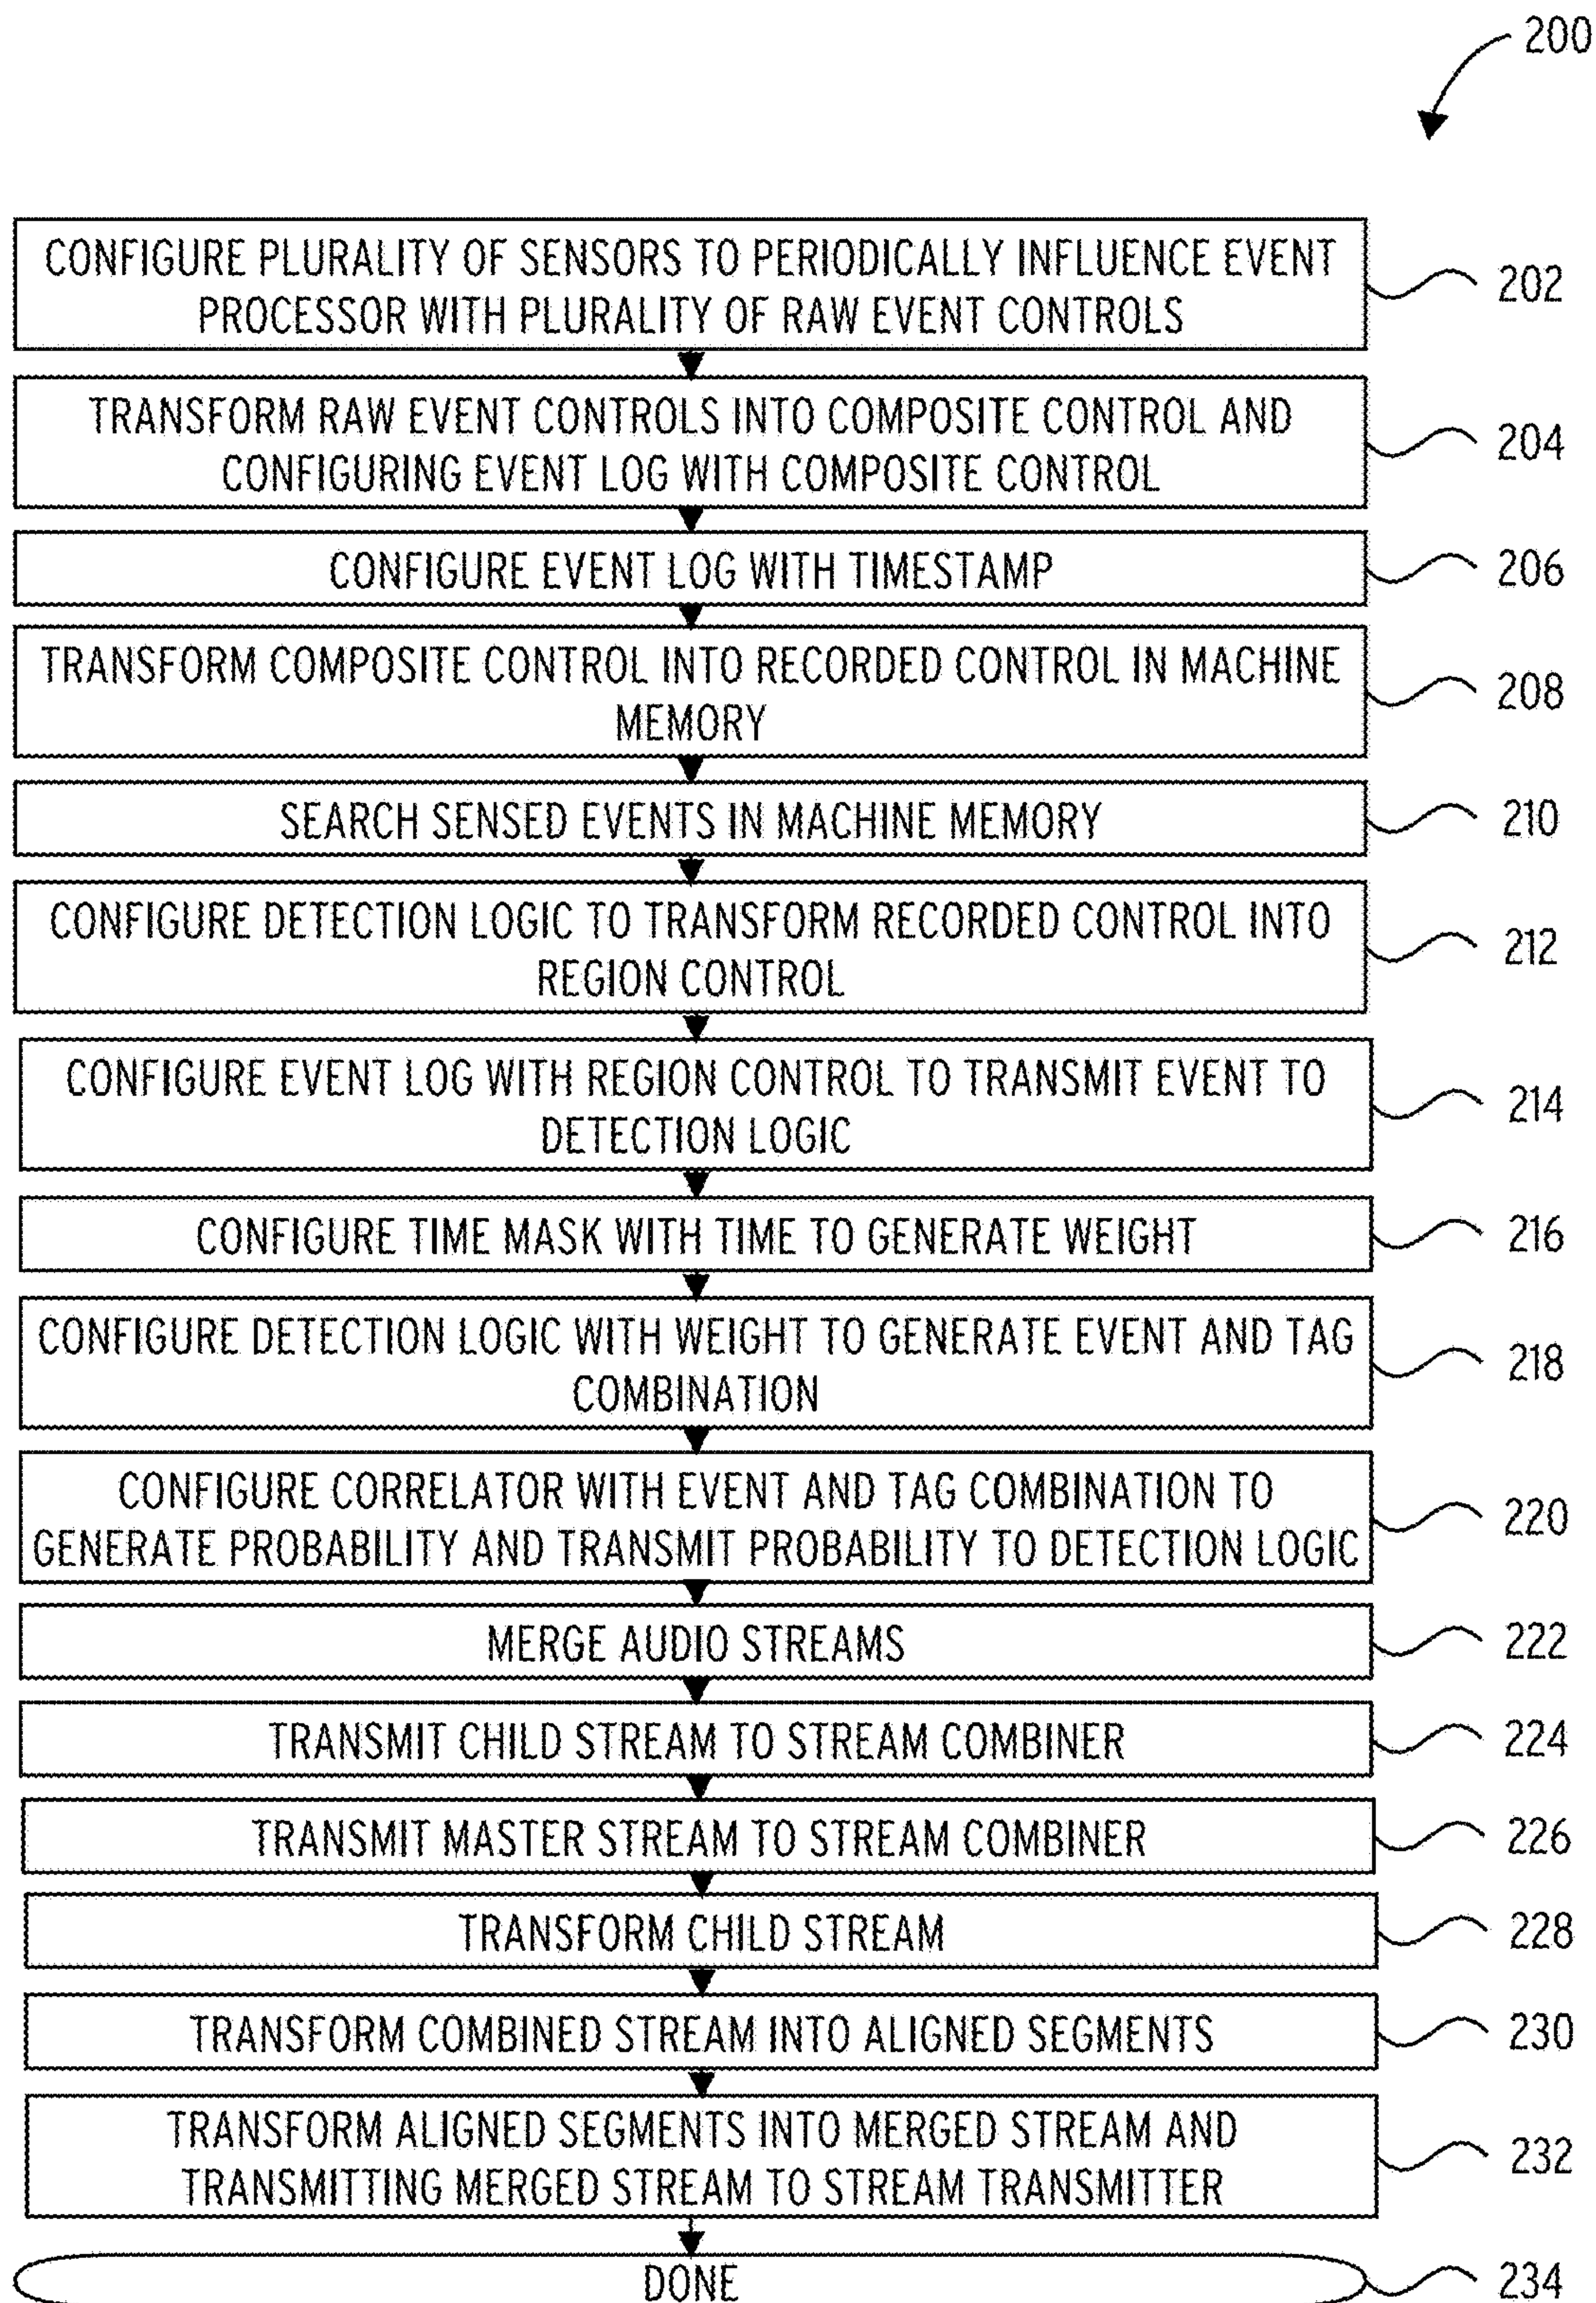 200
CONFIGURE PLURALITY OF SENSORS TO PERIODICALLY INFLUENCE EVENT
PROCESSOR WITH PLURALITY OF RAW EVENT CONTROLS
202
TRANSFORM RAW EVENT CONTROLS INTO COMPOSITE CONTROL AND
CONFIGURING EVENT LOG WITH COMPOSITE CONTROL
204
CONFIGURE EVENT LOG WITH TIMESTAMP
206
TRANSFORM COMPOSITE CONTROL INTO RECORDED CONTROL IN MACHINE
MEMORY
208
SEARCH SENSED EVENTS IN MACHINE MEMORY
210
CONFIGURE DETECTION LOGIC TO TRANSFORM RECORDED CONTROL INTO
REGION CONTROL
212
CONFIGURE EVENT LOG WITH REGION CONTROL TO TRANSMIT EVENT TO
DETECTION LOGIC
214
CONFIGURE TIME MASK WITH TIME TO GENERATE WEIGHT
216
CONFIGURE DETECTION LOGIC WITH WEIGHT TO GENERATE EVENT AND TAG
COMBINATION
218
CONFIGURE CORRELATOR WITH EVENT AND TAG COMBINATION TO
GENERATE PROBABILITY AND TRANSMIT PROBABILITY TO DETECTION LOGIC
220
MERGE AUDIO STREAMS
222
TRANSMIT CHILD STREAM TO STREAM COMBINER
224
TRANSMIT MASTER STREAM TO STREAM COMBINER
226
TRANSFORM CHILD STREAM
228
TRANSFORM COMBINED STREAM INTO ALIGNED SEGMENTS
230
TRANSFORM ALIGNED SEGMENTS INTO MERGED STREAM AND
TRANSMITTING MERGED STREAM TO STREAM TRANSMITTER
232
DONE
234